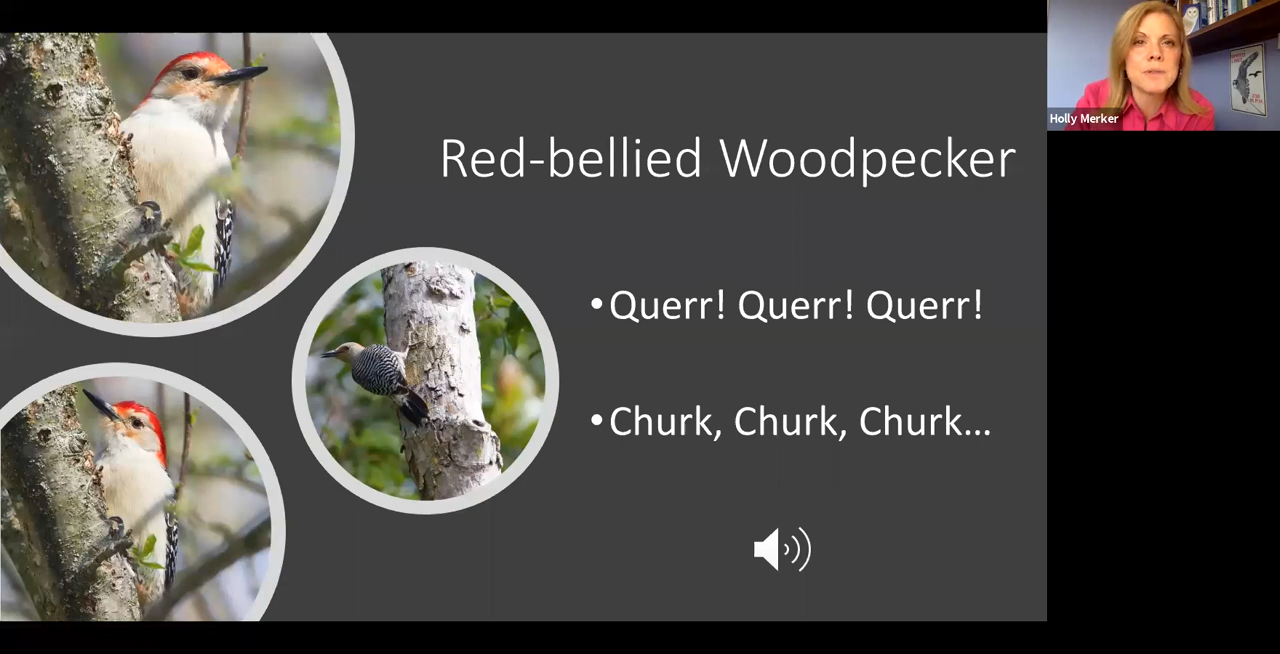 Holly Merker
Red-bellied Woodpecker
•Querr! Querr! Querr!
•Churk, Churk, Churk...